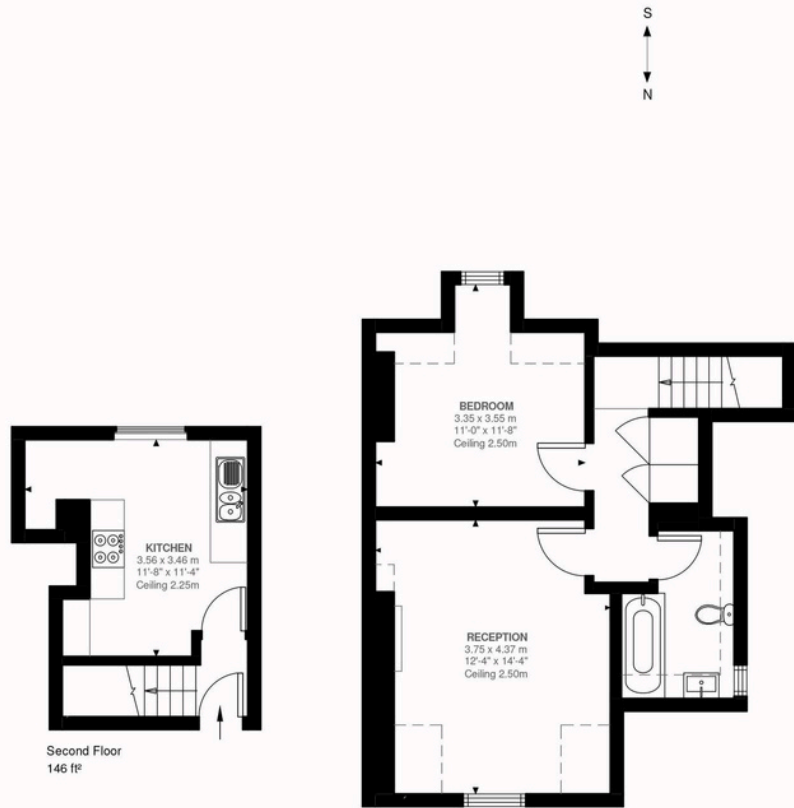 S
N
BEDROOM
3.35 x 3.55 m
11'-0" x 11'-8"
Ceiling 2.50m
KITCHEN
3.56 x 3.46 m
11'-8" x 11'-4"
Ceiling 2.25m
RECEPTION
3.75 x 4.37 m
12'-4" x 14'-4"
Ceiling 2.50m
Second Floor
146 ft²